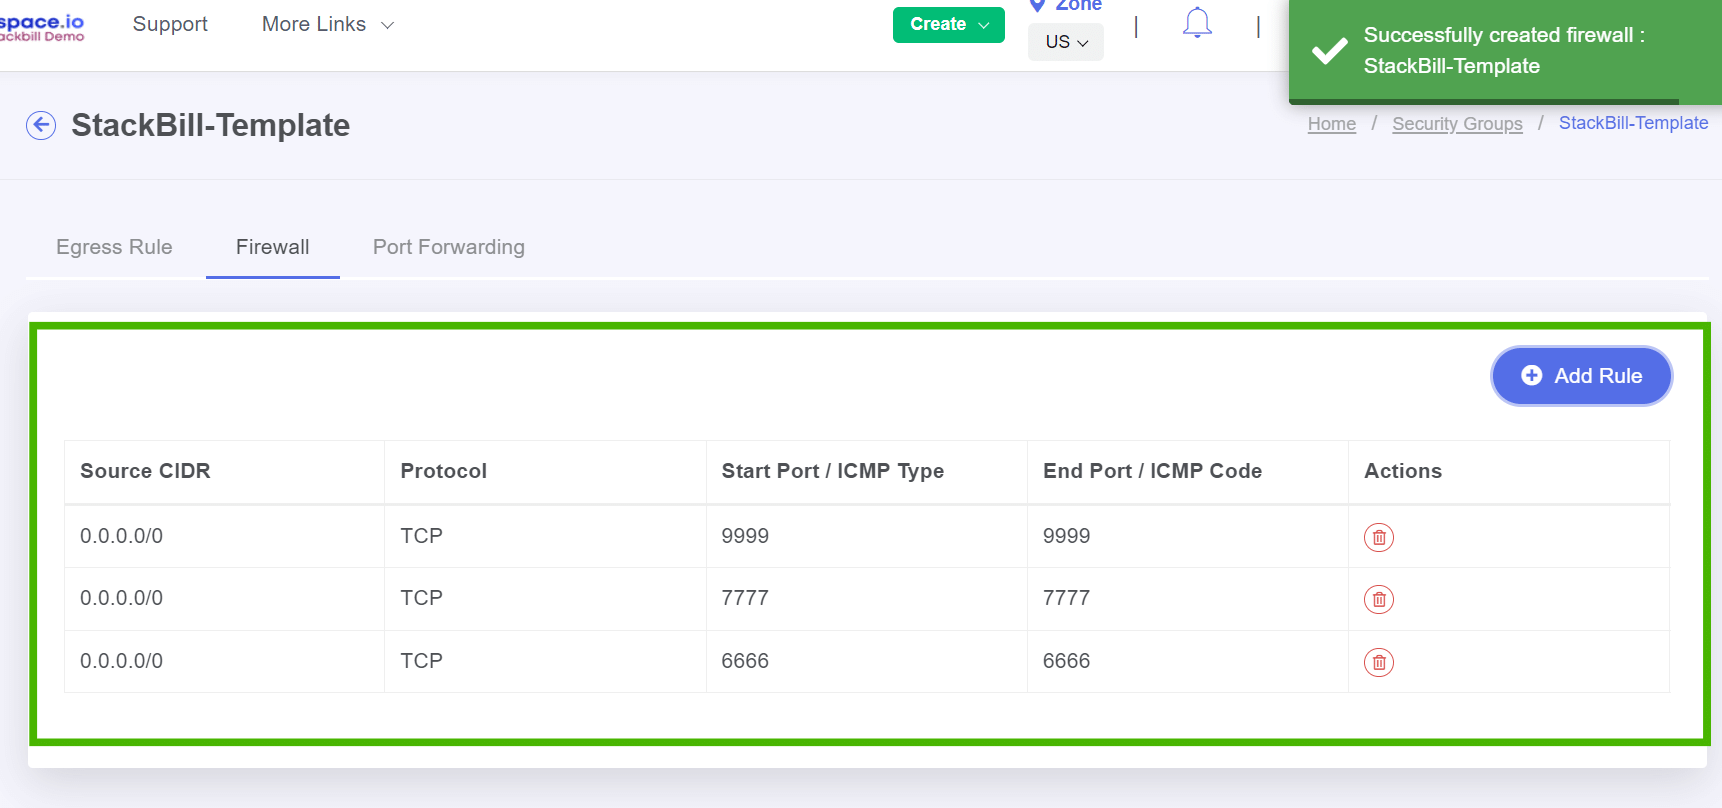 space.io
ackbill Demo
Support
More Links
Create
Zone
US
Successfully created firewall :
StackBill-Template
StackBill-Template
Home / Security Groups / StackBill-Template
Egress Rule
Firewall
Port Forwarding
Add Rule
Source CIDR
Protocol
Start Port / ICMP Type
End Port / ICMP Code
Actions
0.0.0.0/0
TCP
9999
9999
0.0.0.0/0
TCP
7777
7777
0.0.0.0/0
TCP
6666
6666